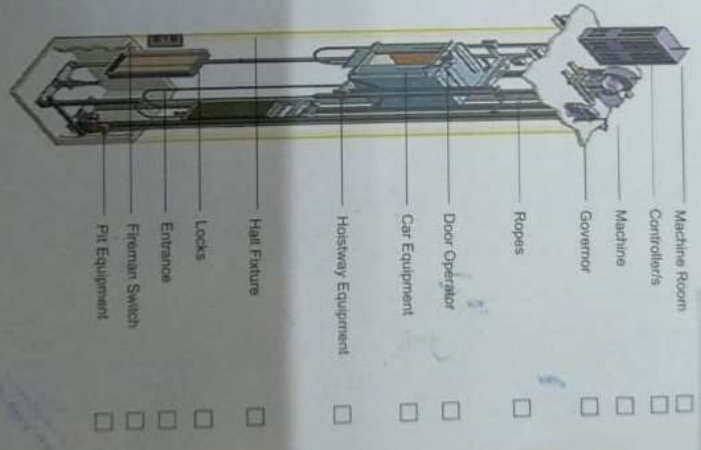 Machine Room
Controller/s
Machine
Governor
Ropes
Door Operator
Car Equipment
Hoistway Equipment
Hall Fixture
Locks
Entrance
Fireman Switch
Pit Equipment